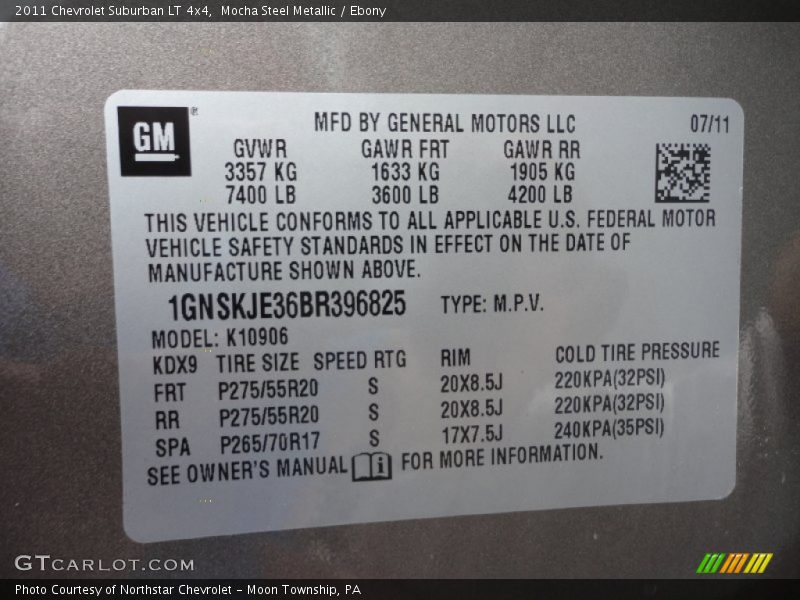 2011 Chevrolet Suburban LT 4x4,  Mocha Steel Metallic / Ebony
GM®
MFD BY GENERAL MOTORS LLC 07/11
GVWR GAWR FRT GAWR RR
3357 KG 1633 KG 1905 KG
7400 LB 3600 LB 4200 LB
THIS VEHICLE CONFORMS TO ALL APPLICABLE U.S. FEDERAL MOTOR
VEHICLE SAFETY STANDARDS IN EFFECT ON THE DATE OF
MANUFACTURE SHOWN ABOVE.
1GNSKJE36BR396825 TYPE: M.P.V.
MODEL: K10906
KDX9 TIRE SIZE SPEED RTG RIM COLD TIRE PRESSURE
FRT P275/55R20 S 20X8.5J 220KPA(32PSI)
RR P275/55R20 S 20X8.5J 220KPA(32PSI)
SPA P265/70R17 S 17X7.5J 240KPA(35PSI)
SEE OWNER'S MANUAL FOR MORE INFORMATION.
GTCARLOT.COM
Photo Courtesy of Northstar Chevrolet - Moon Township, PA